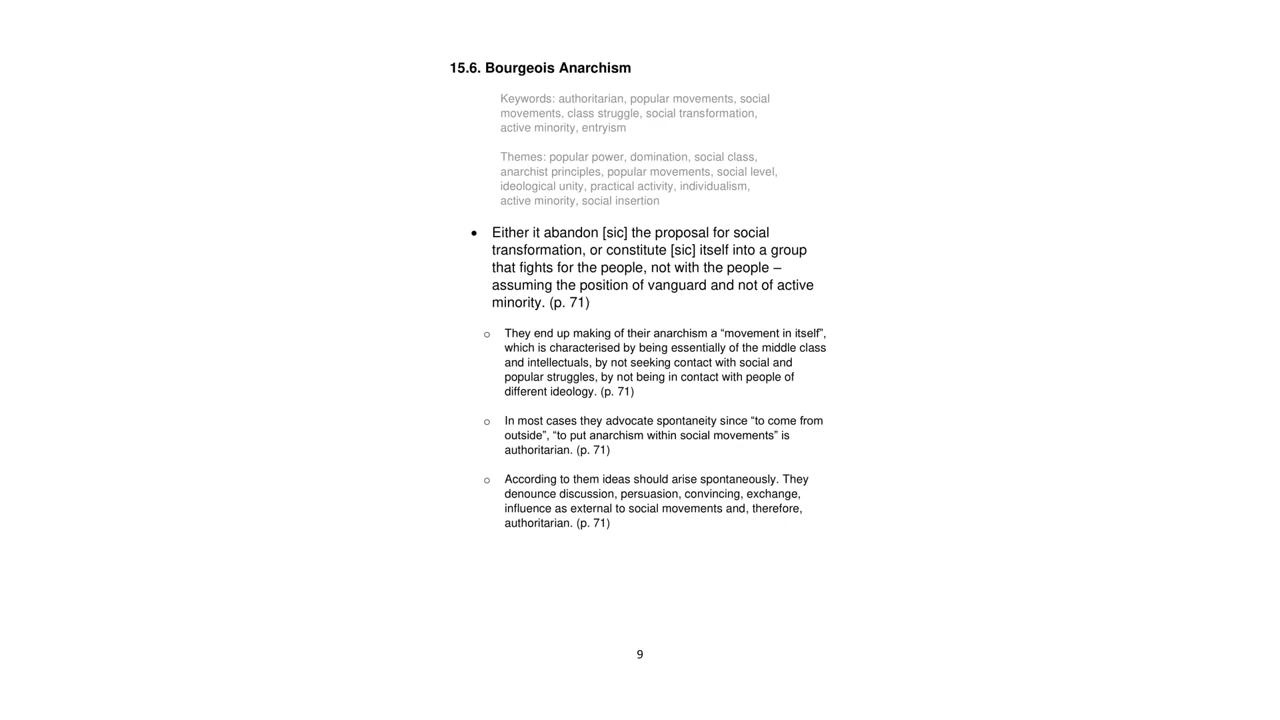 15.6. Bourgeois Anarchism
Keywords: authoritarian, popular movements, social
movements, class struggle, social transformation,
active minority, entryism
Themes: popular power, domination, social class,
anarchist principles, popular movements, social level,
ideological unity, practical activity, individualism,
active minority, social insertion
• Either it abandon [sic] the proposal for social
transformation, or constitute [sic] itself into a group
that fights for the people, not with the people –
assuming the position of vanguard and not of active
minority. (p. 71)
o They end up making of their anarchism a “movement in itself”,
which is characterised by being essentially of the middle class
and intellectuals, by not seeking contact with social and
popular struggles, by not being in contact with people of
different ideology. (p. 71)
o In most cases they advocate spontaneity since “to come from
outside”, “to put anarchism within social movements” is
authoritarian. (p. 71)
o According to them ideas should arise spontaneously. They
denounce discussion, persuasion, convincing, exchange,
influence as external to social movements and, therefore,
authoritarian. (p. 71)
9